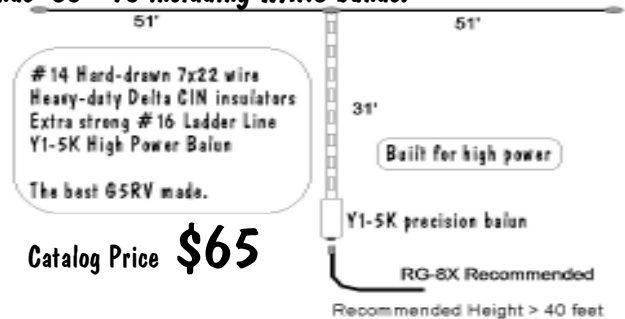 including
51'
51'
#14 Hard-drawn 7x22 wire
Heavy-duty Delta CIN insulators
Extra strong #16 Ladder Line
Y1-5K High Power Balun
The best G5RV made.
31'
Built for high power
Y1-5K precision balun
Catalog Price $65
RG-8X Recommended
Recommended Height > 40 feet